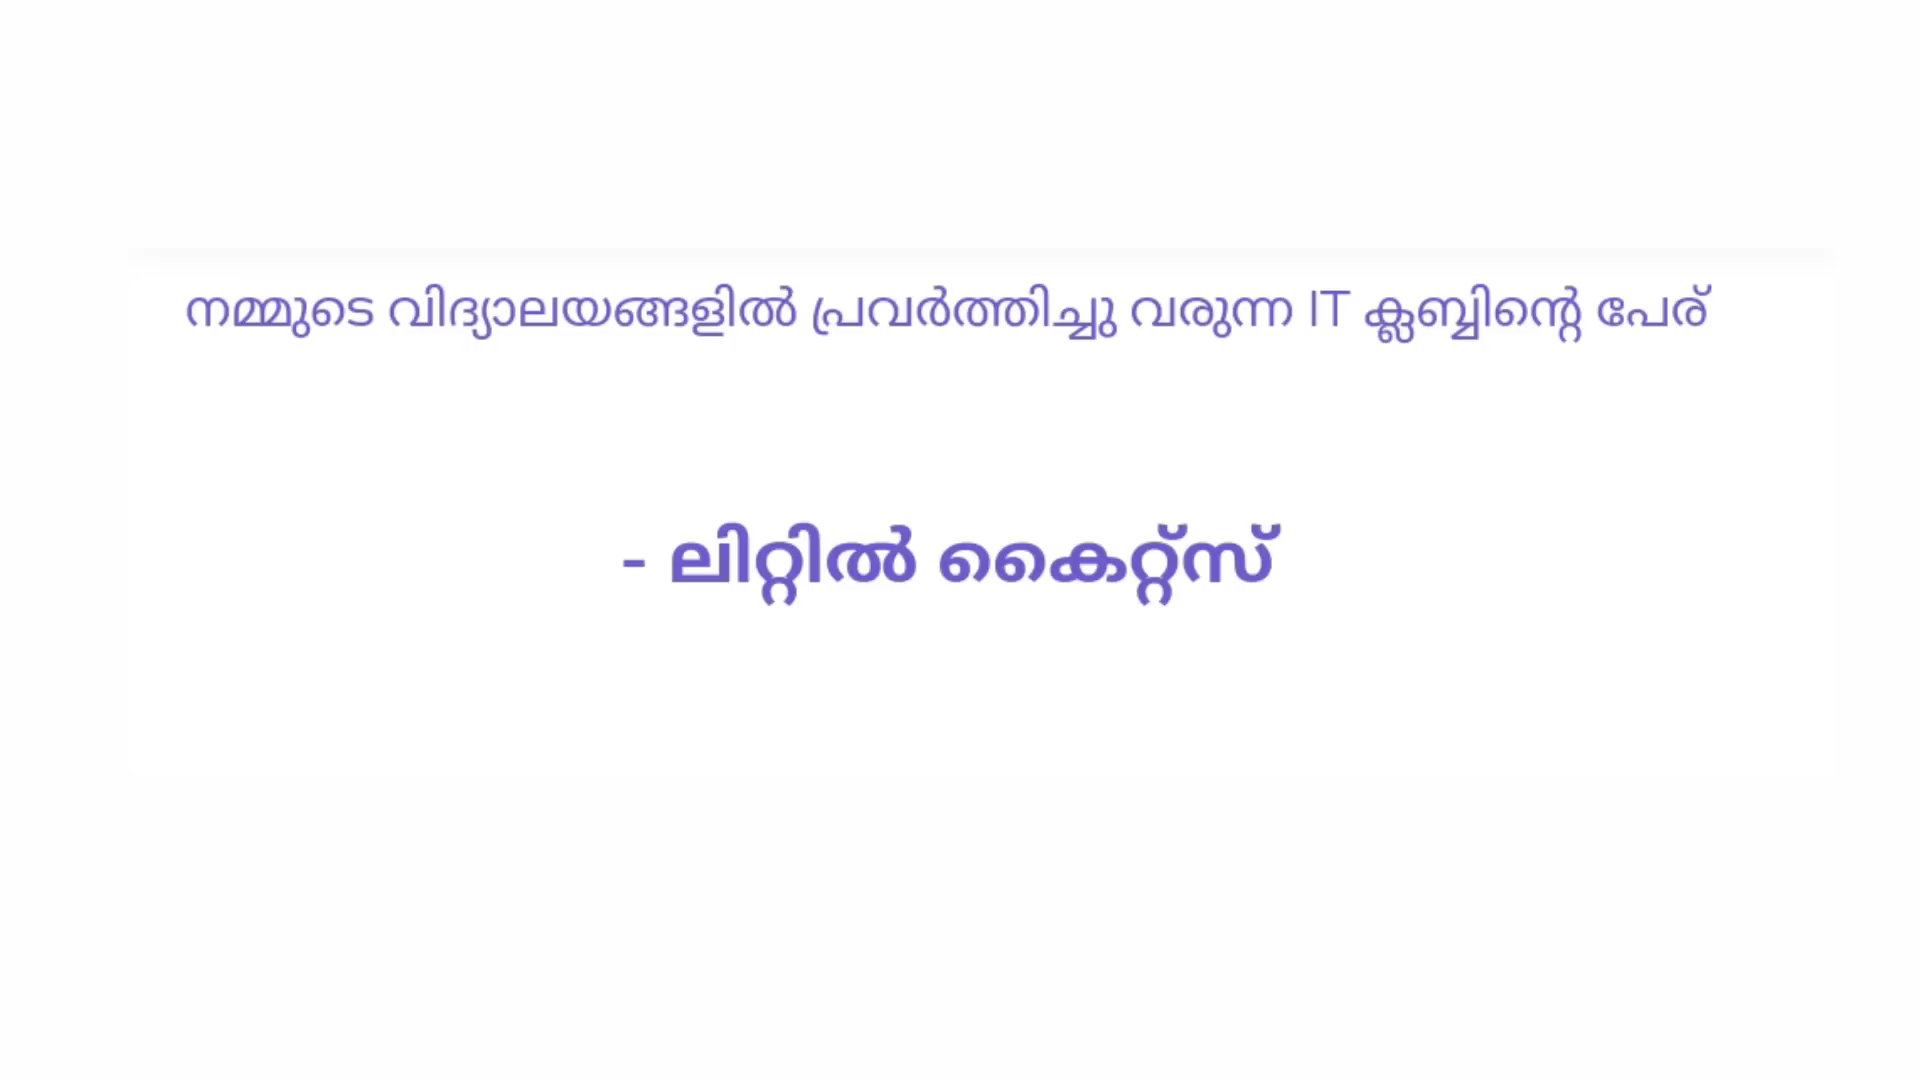 നമ്മുടെ വിദ്യാലയങ്ങളിൽ പ്രവർത്തിച്ചു വരുന്ന IT ക്ലബ്ബിന്റെ പേര്
- ലിറ്റിൽ കൈറ്റ്സ്